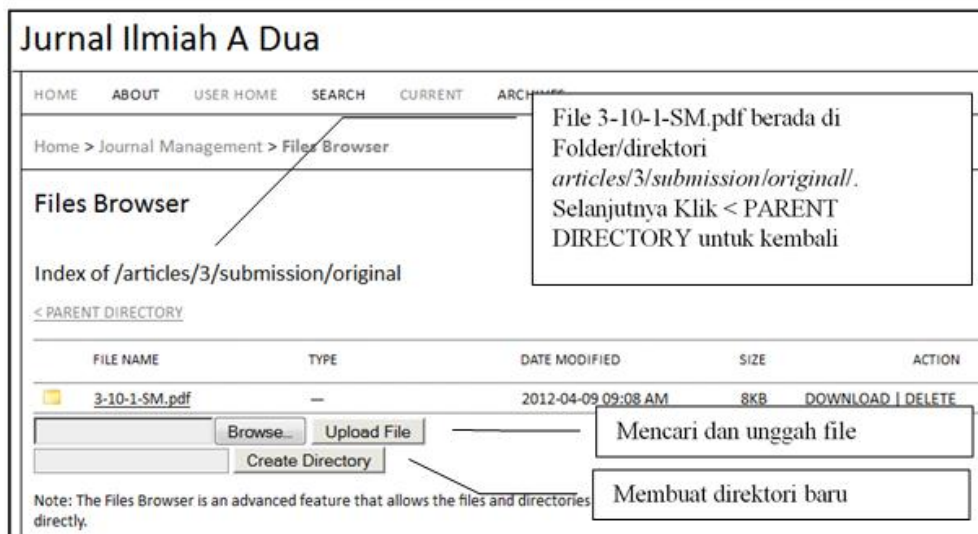 Jurnal Ilmiah A Dua
HOME ABOUT USER HOME SEARCH CURRENT
Home > Journal Management > Files Browser
File 3-10-1-SM.pdf berada di
Folder/direktori
articles/3/submission/original/.
Selanjutnya Klik < PARENT
DIRECTORY untuk kembali
Files Browser
Index of /articles/3/submission/original
< PARENT DIRECTORY
FILE NAME TYPE DATE MODIFIED SIZE ACTION
3-10-1-SM.pdf — 2012-04-09 09:08 AM 8KB DOWNLOAD | DELETE
Browse... Upload File
Mencari dan unggah file
Create Directory
Membuat direktori baru
Note: The Files Browser is an advanced feature that allows the files and directories
directly.